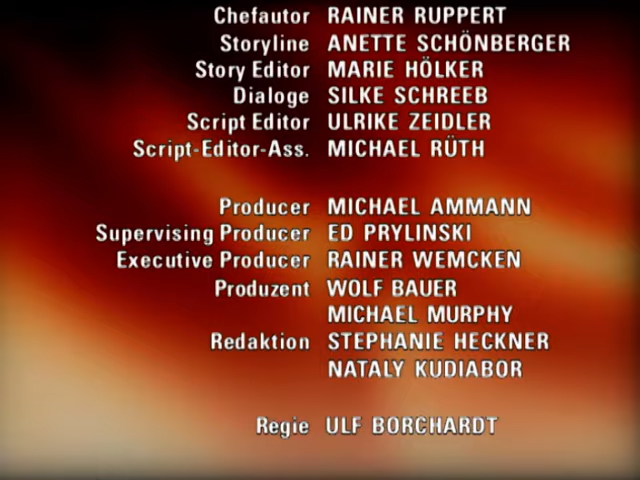 Chefautor RAINER RUPPERT
Storyline ANETTE SCHÖNBERGER
Story Editor MARIE HÖLKER
Dialoge SILKE SCHREEB
Script Editor ULRIKE ZEIDLER
Script-Editor-Ass. MICHAEL RÜTH
Producer MICHAEL AMMANN
Supervising Producer ED PRYLINSKI
Executive Producer RAINER WEMCKEN
Produzent WOLF BAUER
MICHAEL MURPHY
Redaktion STEPHANIE HECKNER
NATALY KUDIABOR
Regie ULF BORCHARDT